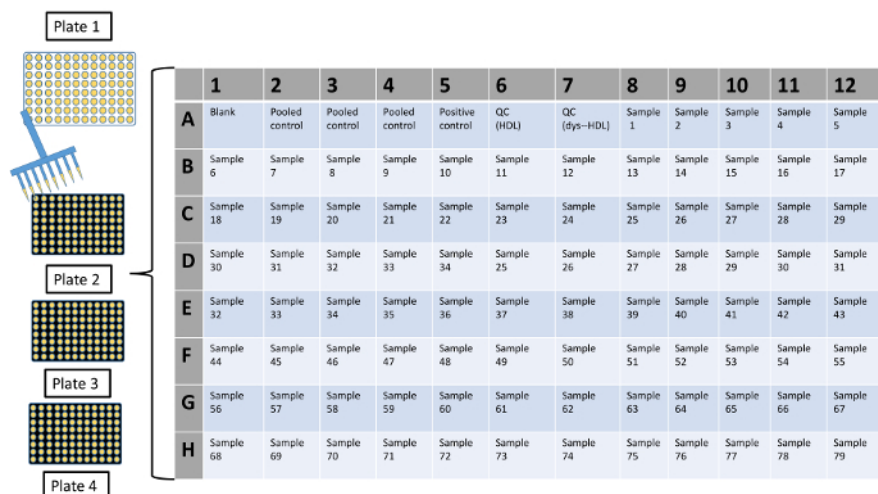 Plate 1
Plate 2
Plate 3
Plate 4
1 2 3 4 5 6 7 8 9 10 11 12
A Blank Pooled control Pooled control Pooled control Positive control QC (HDL) QC (dys--HDL) Sample 1 Sample 2 Sample 3 Sample 4 Sample 5
B Sample 6 Sample 7 Sample 8 Sample 9 Sample 10 Sample 11 Sample 12 Sample 13 Sample 14 Sample 15 Sample 16 Sample 17
C Sample 18 Sample 19 Sample 20 Sample 21 Sample 22 Sample 23 Sample 24 Sample 25 Sample 26 Sample 27 Sample 28 Sample 29
D Sample 30 Sample 31 Sample 32 Sample 33 Sample 34 Sample 25 Sample 26 Sample 27 Sample 28 Sample 29 Sample 30 Sample 31
E Sample 32 Sample 33 Sample 34 Sample 35 Sample 36 Sample 37 Sample 38 Sample 39 Sample 40 Sample 41 Sample 42 Sample 43
F Sample 44 Sample 45 Sample 46 Sample 47 Sample 48 Sample 49 Sample 50 Sample 51 Sample 52 Sample 53 Sample 54 Sample 55
G Sample 56 Sample 57 Sample 58 Sample 59 Sample 60 Sample 61 Sample 62 Sample 63 Sample 64 Sample 65 Sample 66 Sample 67
H Sample 68 Sample 69 Sample 70 Sample 71 Sample 72 Sample 73 Sample 74 Sample 75 Sample 76 Sample 77 Sample 78 Sample 79